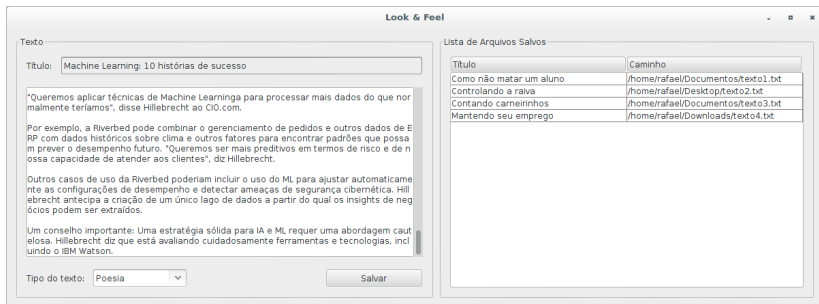 Look & Feel
Texto
Título: Machine Learning: 10 histórias de sucesso
"Queremos aplicar técnicas de Machine Learninga para processar mais dados do que nor
malmente teríamos", disse Hillebrecht ao CIO.com.
Por exemplo, a Riverbed pode combinar o gerenciamento de pedidos e outros dados de E
RP com dados históricos sobre clima e outros fatores para encontrar padrões que possa
m prever o desempenho futuro. "Queremos ser mais preditivos em termos de risco e de n
ossa capacidade de atender aos clientes", diz Hillebrecht.
Outros casos de uso da Riverbed poderiam incluir o uso do ML para ajustar automaticame
nte as configurações de desempenho e detectar ameaças de segurança cibernética. Hill
ebrecht antecipa a criação de um único lago de dados a partir do qual os insights de neg
ócios podem ser extraídos.
Um conselho importante: Uma estratégia sólida para IA e ML requer uma abordagem caut
elosa. Hillebrecht diz que está avaliando cuidadosamente ferramentas e tecnologias, incl
uindo o IBM Watson.
Tipo do texto: Poesia Salvar
Lista de Arquivos Salvos
Título Caminho
Como não matar um aluno /home/rafael/Documentos/texto1.txt
Controlando a raiva /home/rafael/Desktop/texto2.txt
Contando carneirinhos /home/rafael/Documentos/texto3.txt
Mantendo seu emprego /home/rafael/Downloads/texto4.txt